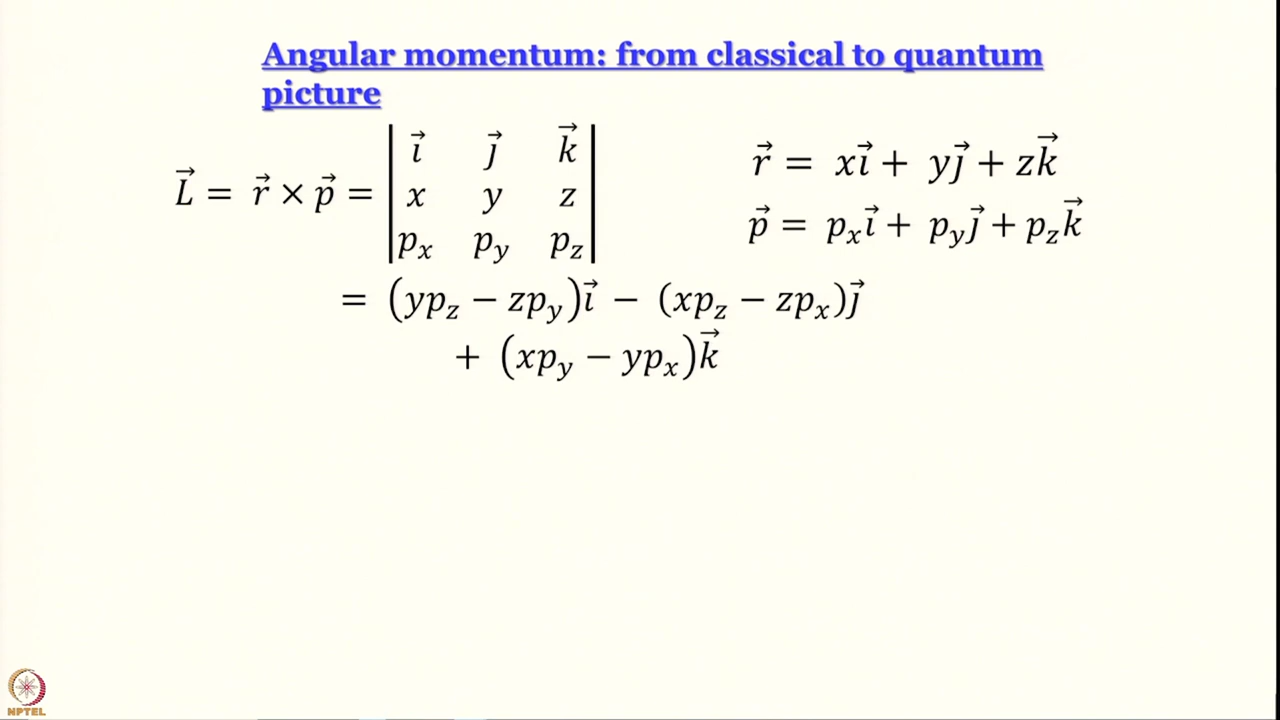 Angular momentum: from classical to quantum
picture
L⃗ = r⃗ × p⃗ = | i⃗ j⃗ k⃗ |
| x y z |
| pₓ p_y p_z |
r⃗ = xi⃗ + yj⃗ + zk⃗
p⃗ = pₓi⃗ + p_yj⃗ + p_zk⃗
= (yp_z − zp_y)i⃗ − (xp_z − zpₓ)j⃗
+ (xp_y − ypₓ)k⃗
NPTEL